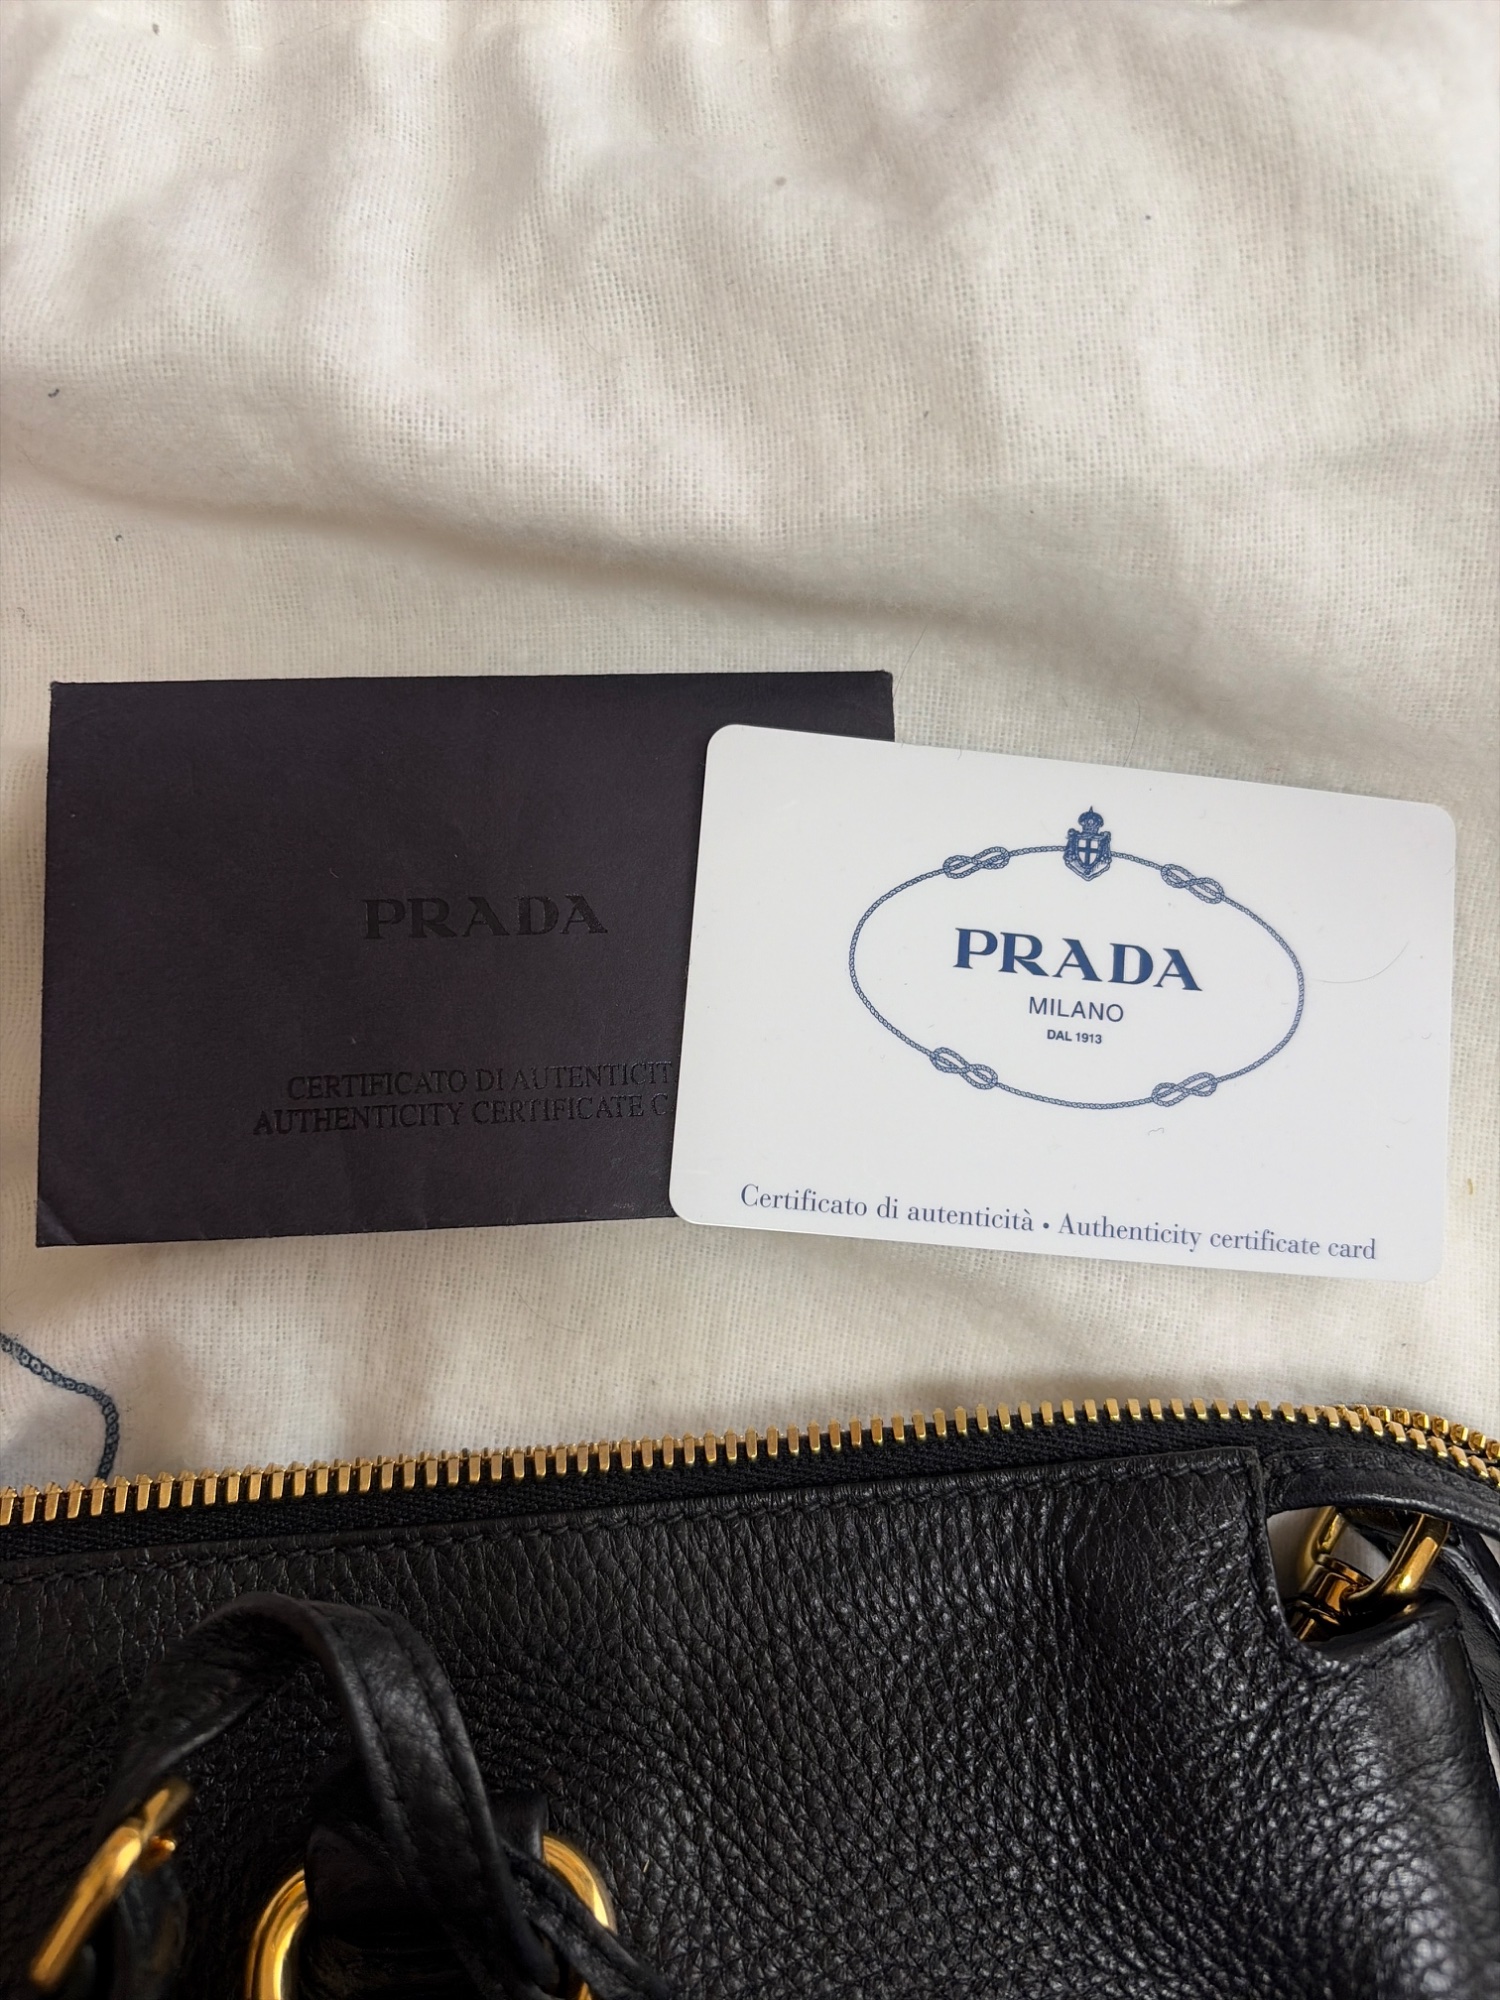 PRADA
CERTIFICATO DI AUTENTICIT
AUTHENTICITY CERTIFICATE C
PRADA
MILANO
DAL 1913
Certificato di autenticità • Authenticity certificate card